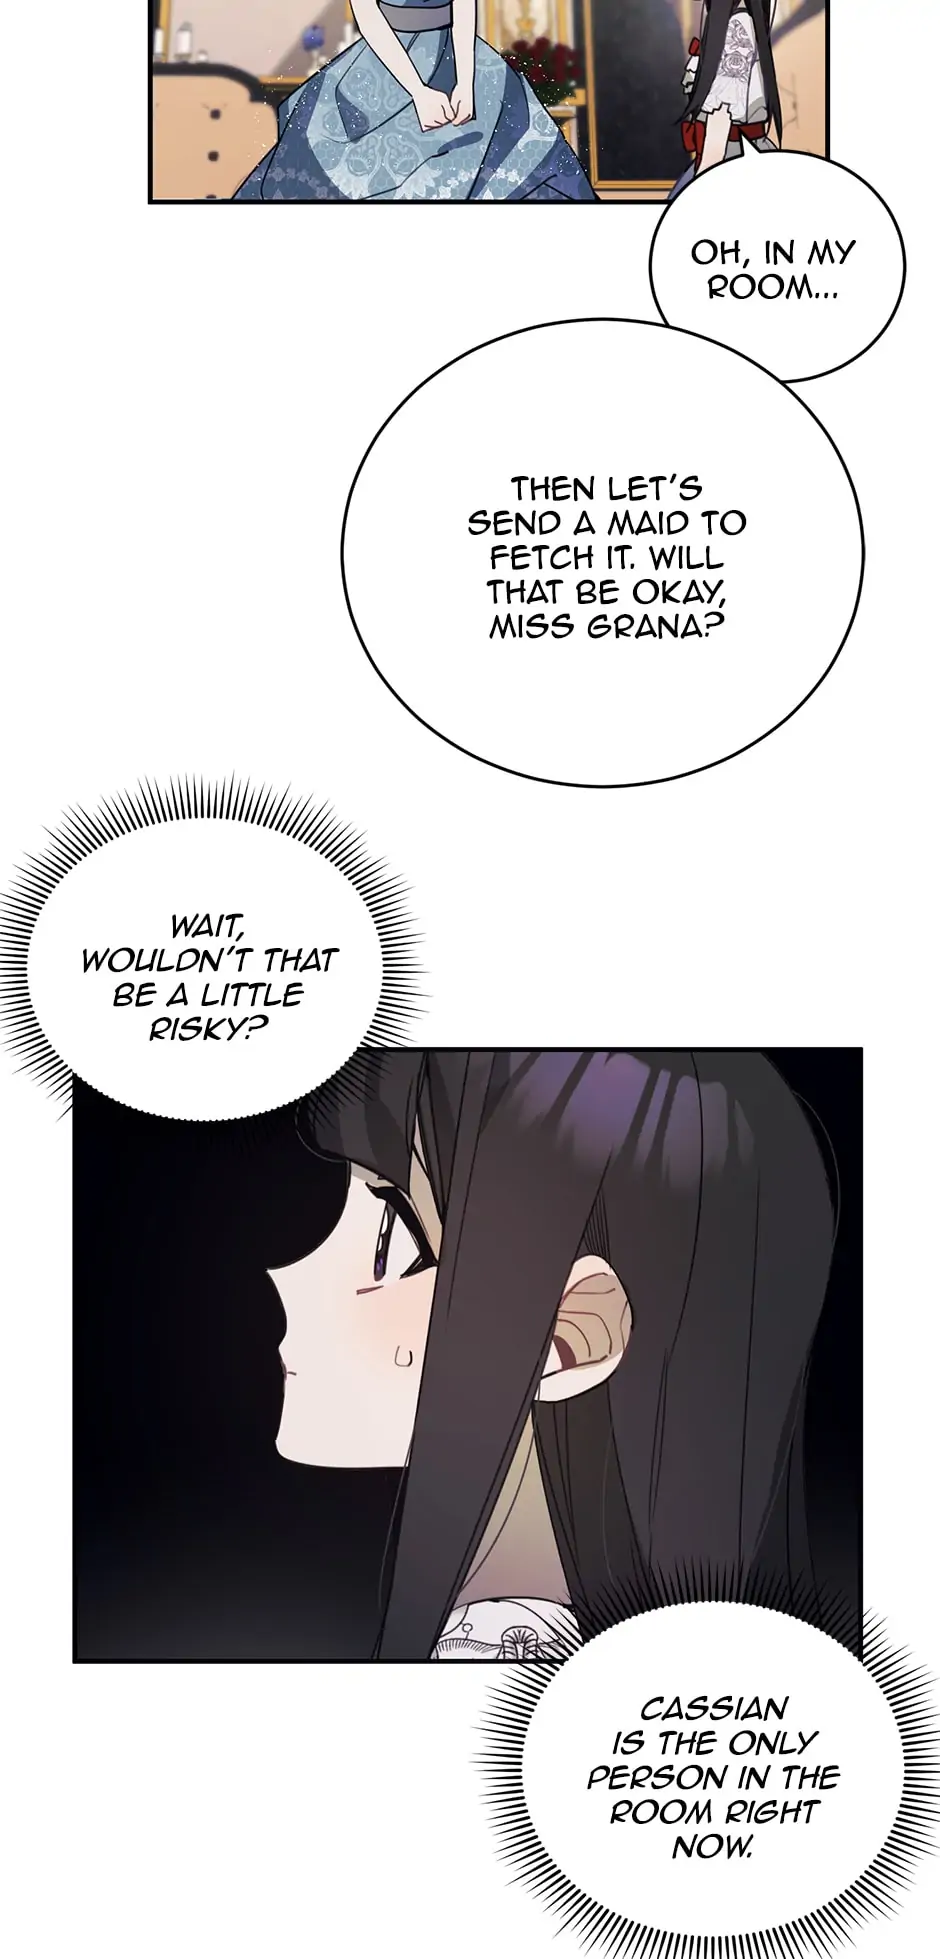 OH, IN MY
ROOM...
THEN LET'S
SEND A MAID TO
FETCH IT. WILL
THAT BE OKAY,
MISS GRANA?
WAIT,
WOULDN'T THAT
BE A LITTLE
RISKY?
CASSIAN
IS THE ONLY
PERSON IN THE
ROOM RIGHT
NOW.